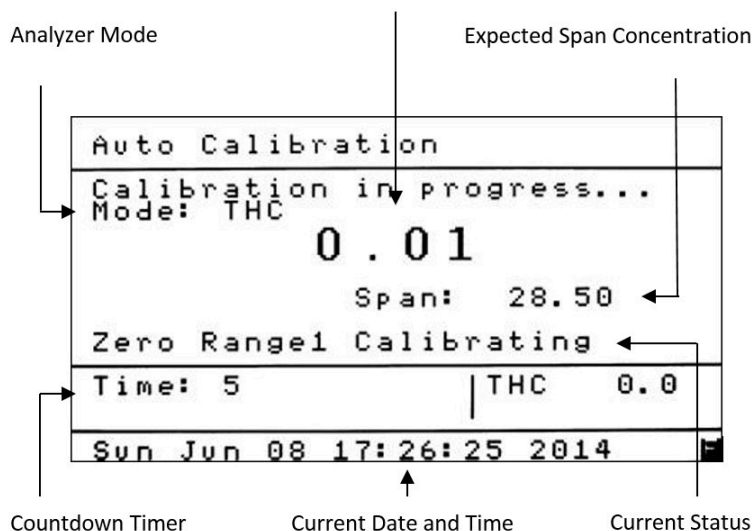 Analyzer Mode
Expected Span Concentration
Auto Calibration
Calibration in progress...
Mode: THC
0.01
Span: 28.50
Zero Range1 Calibrating
Time: 5
THC 0.0
Sun Jun 08 17:26:25 2014
Countdown Timer
Current Date and Time
Current Status